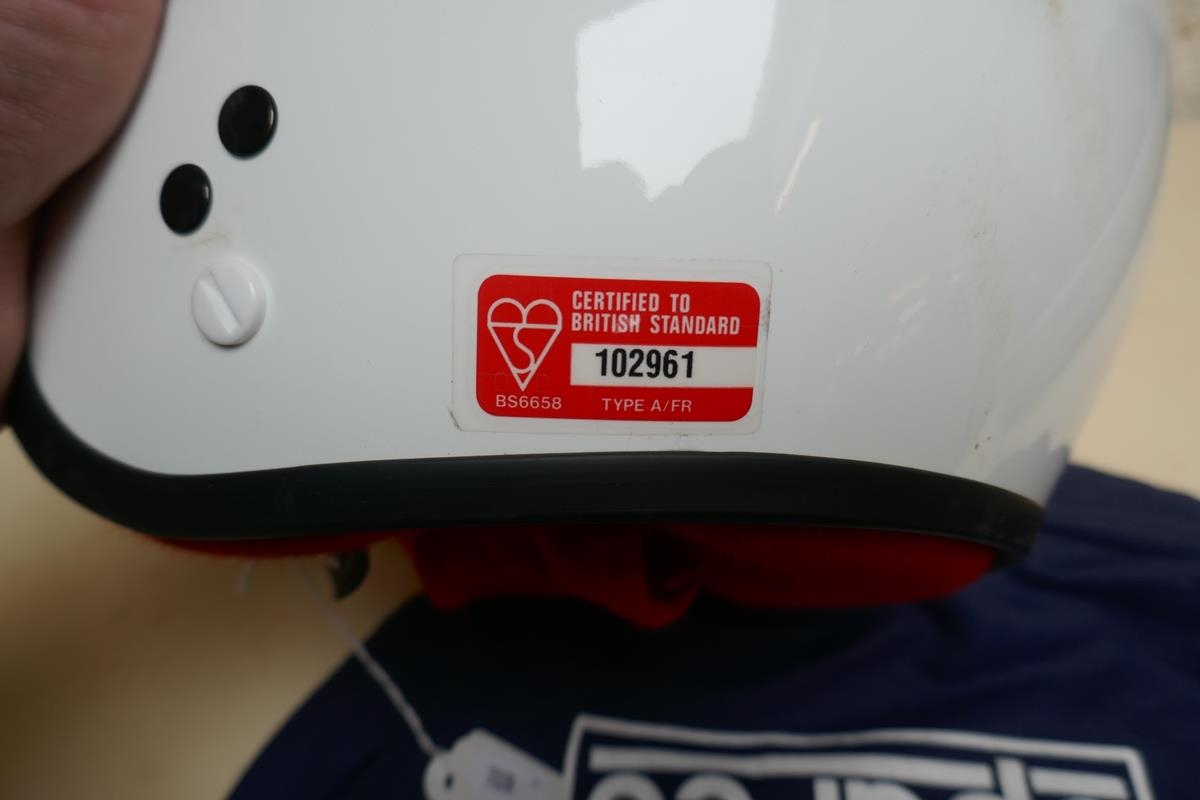 CERTIFIED TO
BRITISH STANDARD
102961
BS6658 TYPE A/FR